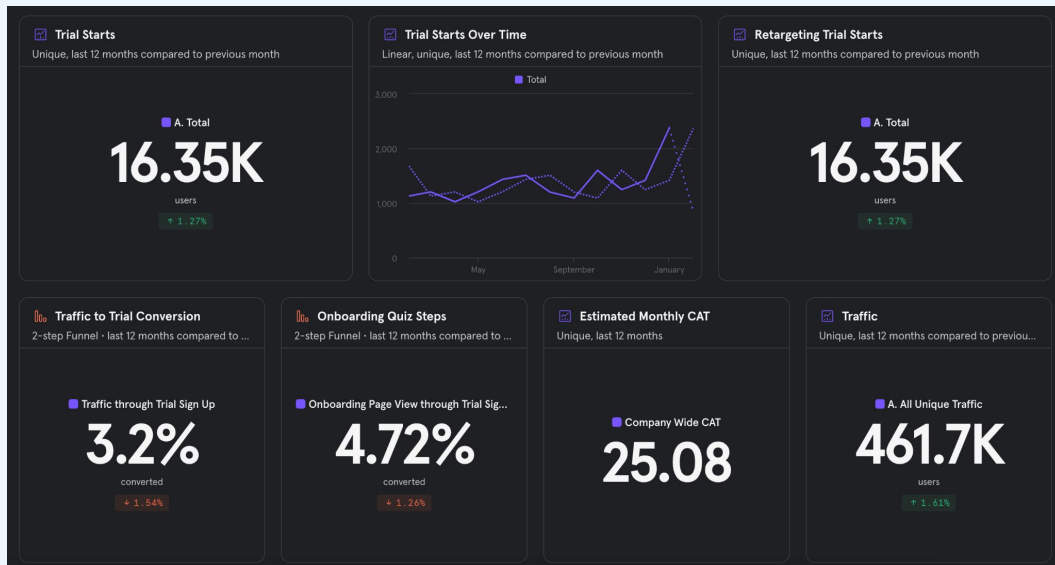 Trial Starts
Unique, last 12 months compared to previous month
A. Total
16.35K
users
↑ 1.27%
Trial Starts Over Time
Linear, unique, last 12 months compared to previous month
Total
3,000
2,000
1,000
0
May
September
January
Retargeting Trial Starts
Unique, last 12 months compared to previous month
A. Total
16.35K
users
↑ 1.27%
Traffic to Trial Conversion
2-step Funnel • last 12 months compared to ...
Traffic through Trial Sign Up
3.2%
converted
↓ 1.54%
Onboarding Quiz Steps
2-step Funnel • last 12 months compared to ...
Onboarding Page View through Trial Sig...
4.72%
converted
↓ 1.26%
Estimated Monthly CAT
Unique, last 12 months
Company Wide CAT
25.08
Traffic
Unique, last 12 months compared to previou...
A. All Unique Traffic
461.7K
users
↑ 1.61%